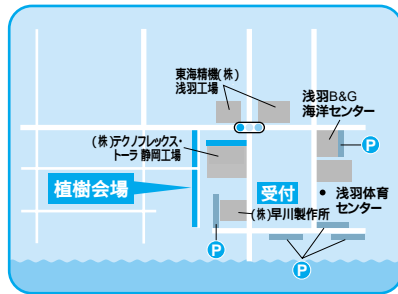 東海精機(株)
浅羽工場
浅羽B&G
海洋センター
(株)テクノフレックス・
トーラ 静岡工場
P
植樹会場
受付
浅羽体育
センター
(株)早川製作所
P
P